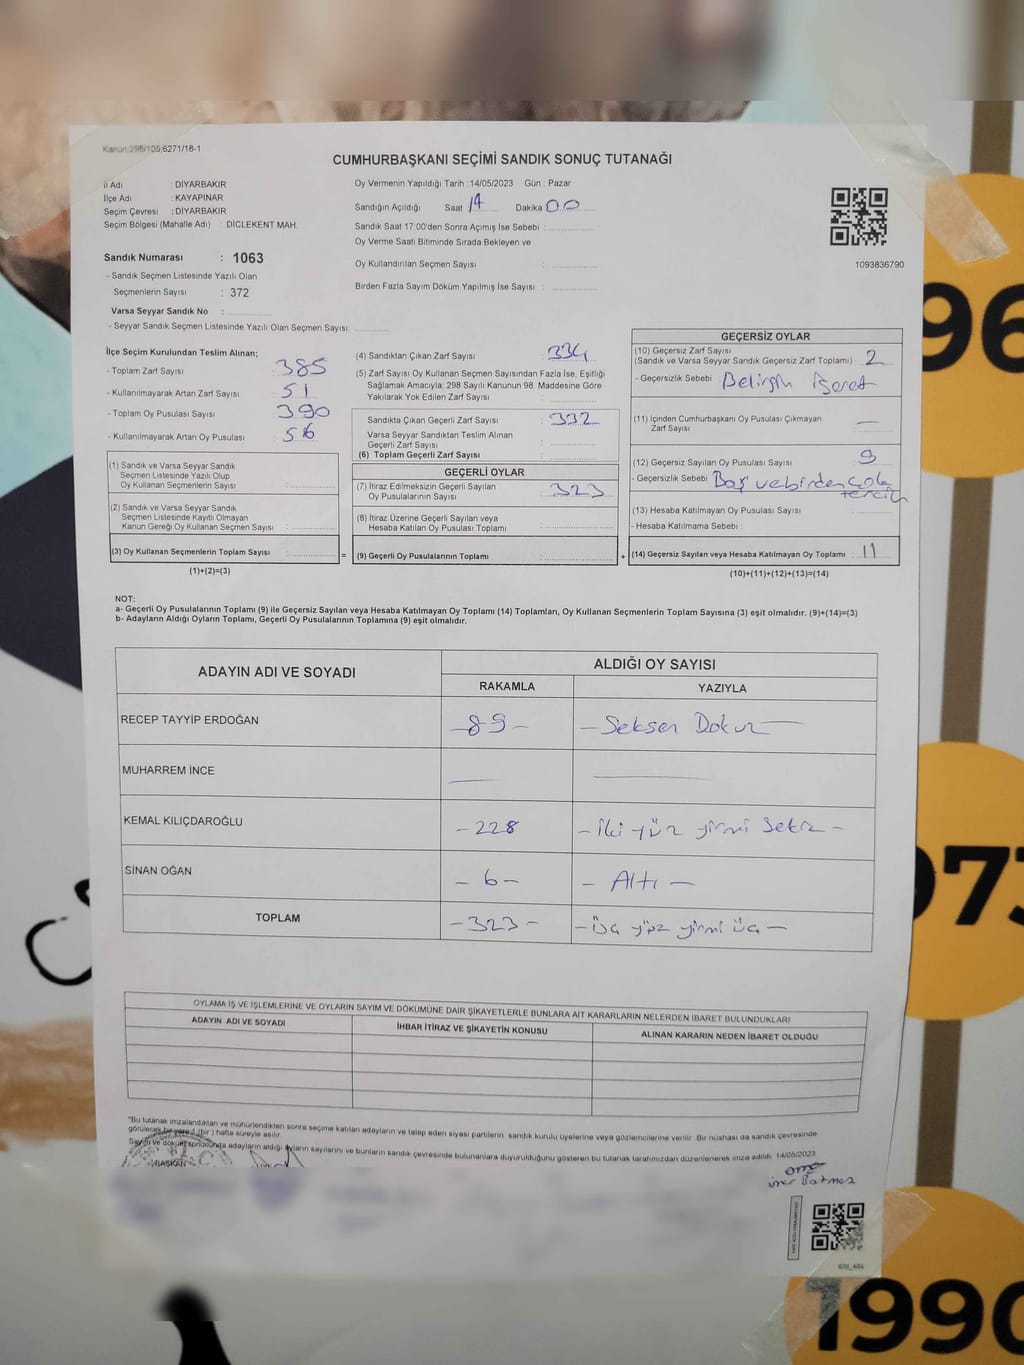 Kanun:298/105;6271/18-1
CUMHURBAŞKANI SEÇİMİ SANDIK SONUÇ TUTANAĞI
İl Adı : DİYARBAKIR
İlçe Adı : KAYAPINAR
Seçim Çevresi : DİYARBAKIR
Seçim Bölgesi (Mahalle Adı) : DİCLEKENT MAH.
Sandık Numarası : 1063
- Sandık Seçmen Listesinde Yazılı Olan
Seçmenlerin Sayısı : 372
Varsa Seyyar Sandık No :
- Seyyar Sandık Seçmen Listesinde Yazılı Olan Seçmen Sayısı:
Oy Vermenin Yapıldığı Tarih : 14/05/2023 Gün : Pazar
Sandığın Açıldığı Saat 17 Dakika 00
Sandık Saat 17:00'den Sonra Açımış İse Sebebi :
Oy Verme Saati Bitiminde Sırada Bekleyen ve
Oy Kullandırılan Seçmen Sayısı :
Birden Fazla Sayım Döküm Yapılmış İse Sayısı :
1093836790
İlçe Seçim Kurulundan Teslim Alınan;
- Toplam Zarf Sayısı : 385
- Kullanılmayarak Artan Zarf Sayısı : 51
- Toplam Oy Pusulası Sayısı : 390
- Kullanılmayarak Artan Oy Pusulası : 56
(1) Sandık ve Varsa Seyyar Sandık
Seçmen Listesinde Yazılı Olup
Oy Kullanan Seçmenlerin Sayısı :
(2) Sandık ve Varsa Seyyar Sandık
Seçmen Listesinde Kayıtlı Olmayan
Kanun Gereği Oy Kullanan Seçmen Sayısı :
(3) Oy Kullanan Seçmenlerin Toplam Sayısı : =
(1)+(2)=(3)
(4) Sandıktan Çıkan Zarf Sayısı : 334
(5) Zarf Sayısı Oy Kullanan Seçmen Sayısından Fazla İse, Eşitliği
Sağlamak Amacıyla; 298 Sayılı Kanunun 98. Maddesine Göre
Yakılarak Yok Edilen Zarf Sayısı :
Sandıkta Çıkan Geçerli Zarf Sayısı : 332
Varsa Seyyar Sandıktan Teslim Alınan
Geçerli Zarf Sayısı :
(6) Toplam Geçerli Zarf Sayısı :
GEÇERLİ OYLAR
(7) İtiraz Edilmeksizin Geçerli Sayılan
Oy Pusulalarının Sayısı : 323
(8) İtiraz Üzerine Geçerli Sayılan veya
Hesaba Katılan Oy Pusulası Toplamı :
(9) Geçerli Oy Pusulalarının Toplamı : +
GEÇERSİZ OYLAR
(10) Geçersiz Zarf Sayısı
(Sandık ve Varsa Seyyar Sandık Geçersiz Zarf Toplamı) : 2
- Geçersizlik Sebebi : Belirgin işaret
(11) İçinden Cumhurbaşkanı Oy Pusulası Çıkmayan
Zarf Sayısı : —
(12) Geçersiz Sayılan Oy Pusulası Sayısı : 9
- Geçersizlik Sebebi : Boş ve birden çok
tercih
(13) Hesaba Katılmayan Oy Pusulası Sayısı :
- Hesaba Katılmama Sebebi :
(14) Geçersiz Sayılan veya Hesaba Katılmayan Oy Toplamı : 11
(10)+(11)+(12)+(13)=(14)
NOT:
a- Geçerli Oy Pusulalarının Toplamı (9) ile Geçersiz Sayılan veya Hesaba Katılmayan Oy Toplamı (14) Toplamları, Oy Kullanan Seçmenlerin Toplam Sayısına (3) eşit olmalıdır. (9)+(14)=(3)
b- Adayların Aldığı Oyların Toplamı, Geçerli Oy Pusulalarının Toplamına (9) eşit olmalıdır.
ADAYIN ADI VE SOYADI ALDIĞI OY SAYISI
RAKAMLA YAZIYLA
RECEP TAYYİP ERDOĞAN - 89 - - Seksen Dokuz -
MUHARREM İNCE — —
KEMAL KILIÇDAROĞLU - 228 - iki yüz yirmi sekiz -
SİNAN OĞAN - 6 - - Altı -
TOPLAM - 323 - - Üç yüz yirmi üç -
OYLAMA İŞ VE İŞLEMLERİNE VE OYLARIN SAYIM VE DÖKÜMÜNE DAİR ŞİKAYETLERLE BUNLARA AİT KARARLARIN NELERDEN İBARET BULUNDUKLARI
ADAYIN ADI VE SOYADI İHBAR İTİRAZ VE ŞİKAYETİN KONUSU ALINAN KARARIN NEDEN İBARET OLDUĞU
*Bu tutanak imzalandıktan ve mühürlendikten sonra seçime katılan adayların ve talep eden siyasi partilerin sandık kurulu üyelerine veya gözlemcilerine verilir. Bir nüshası da sandık çevresinde
görülecek bir yere 1 (bir) hafta süreyle asılır.
Sayım ve döküm sonucunda adayların aldığı oyların sayılarını ve bunların sandık çevresinde bulunanlara duyurulduğunu gösteren bu tutanak tarafımızdan düzenlenerek imza edildi. 14/05/2023
BAŞKAN
96
973
1990